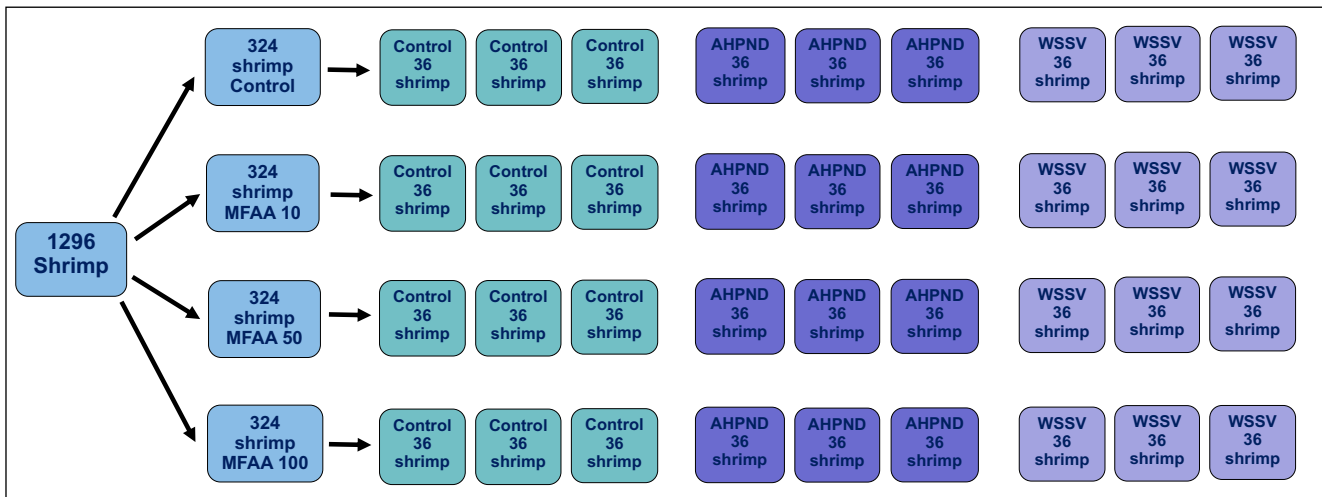 324
shrimp
Control
Control
36
shrimp
Control
36
shrimp
Control
36
shrimp
AHPND
36
shrimp
AHPND
36
shrimp
AHPND
36
shrimp
WSSV
36
shrimp
WSSV
36
shrimp
WSSV
36
shrimp
324
shrimp
MFAA 10
Control
36
shrimp
Control
36
shrimp
Control
36
shrimp
AHPND
36
shrimp
AHPND
36
shrimp
AHPND
36
shrimp
WSSV
36
shrimp
WSSV
36
shrimp
WSSV
36
shrimp
1296
Shrimp
324
shrimp
MFAA 50
Control
36
shrimp
Control
36
shrimp
Control
36
shrimp
AHPND
36
shrimp
AHPND
36
shrimp
AHPND
36
shrimp
WSSV
36
shrimp
WSSV
36
shrimp
WSSV
36
shrimp
324
shrimp
MFAA 100
Control
36
shrimp
Control
36
shrimp
Control
36
shrimp
AHPND
36
shrimp
AHPND
36
shrimp
AHPND
36
shrimp
WSSV
36
shrimp
WSSV
36
shrimp
WSSV
36
shrimp